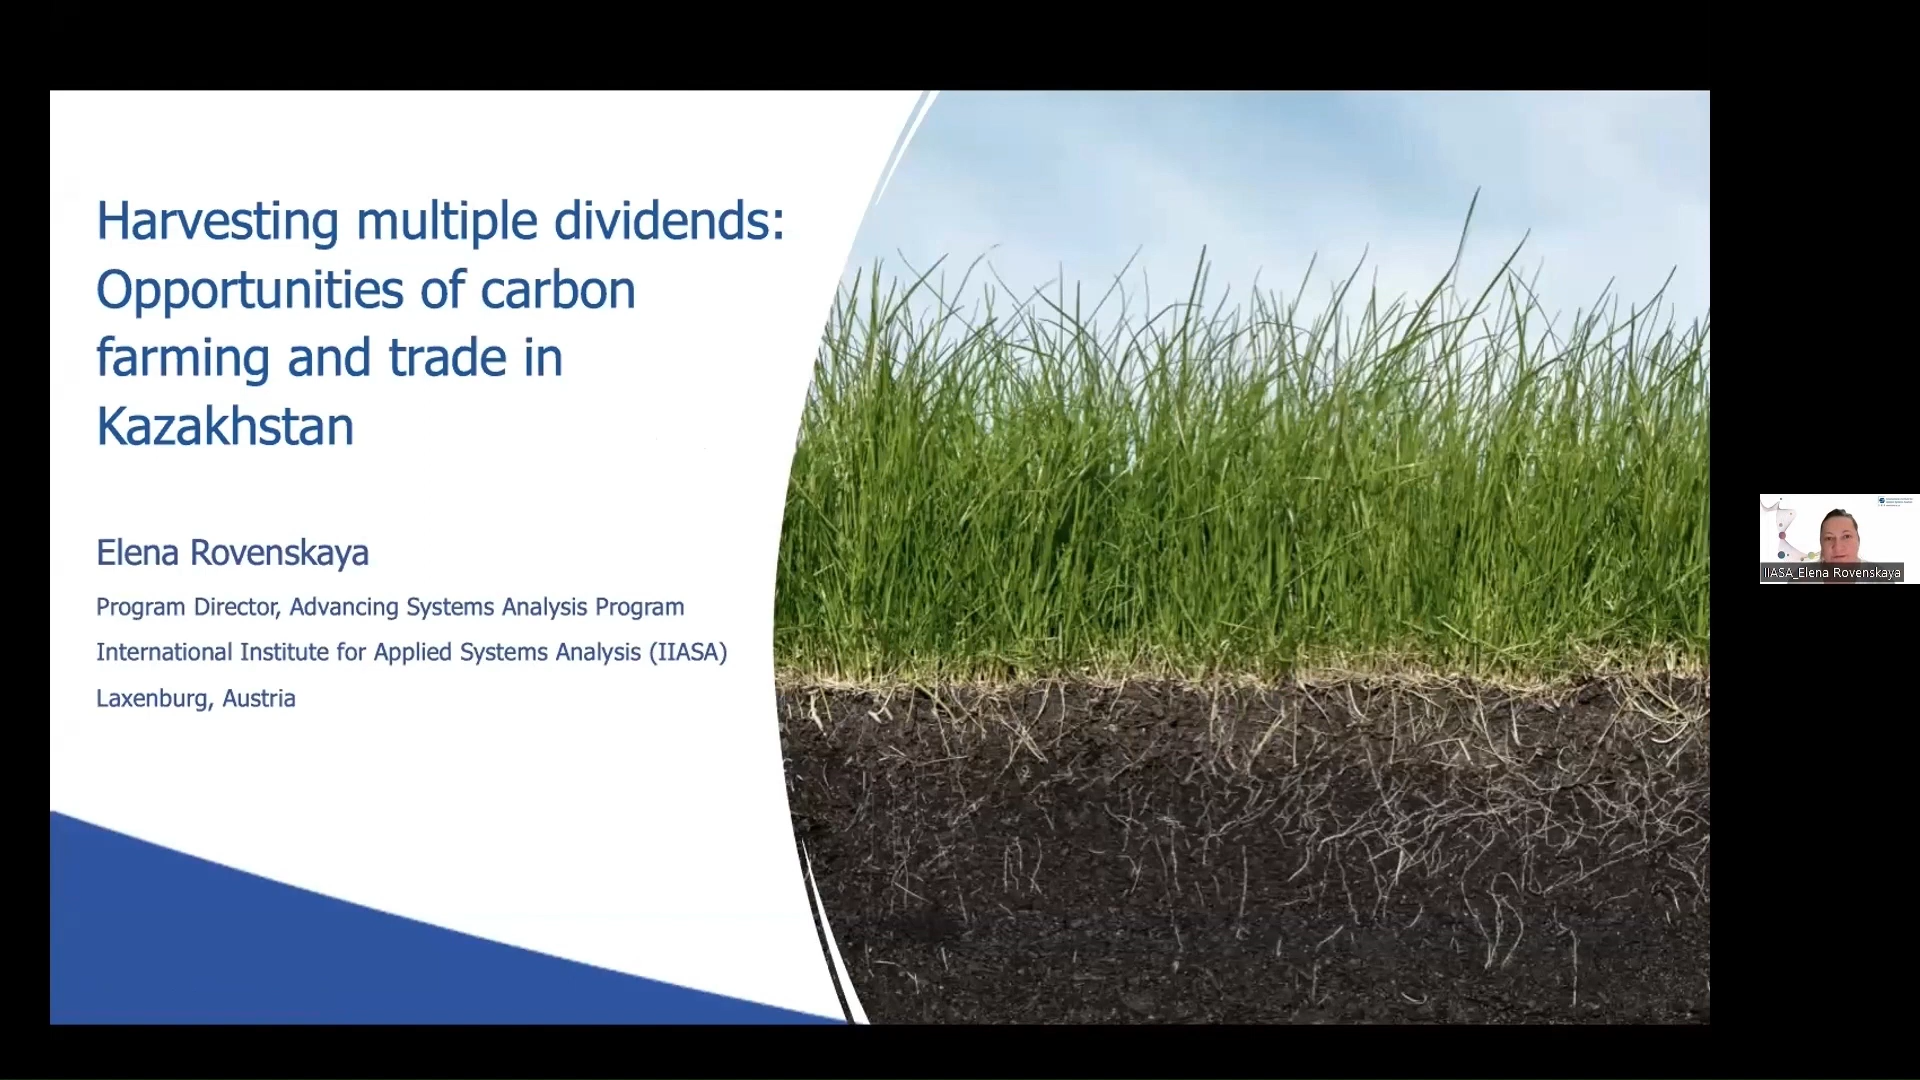 Harvesting multiple dividends:
Opportunities of carbon
farming and trade in
Kazakhstan
Elena Rovenskaya
Program Director, Advancing Systems Analysis Program
International Institute for Applied Systems Analysis (IIASA)
Laxenburg, Austria
IIASA_Elena Rovenskaya